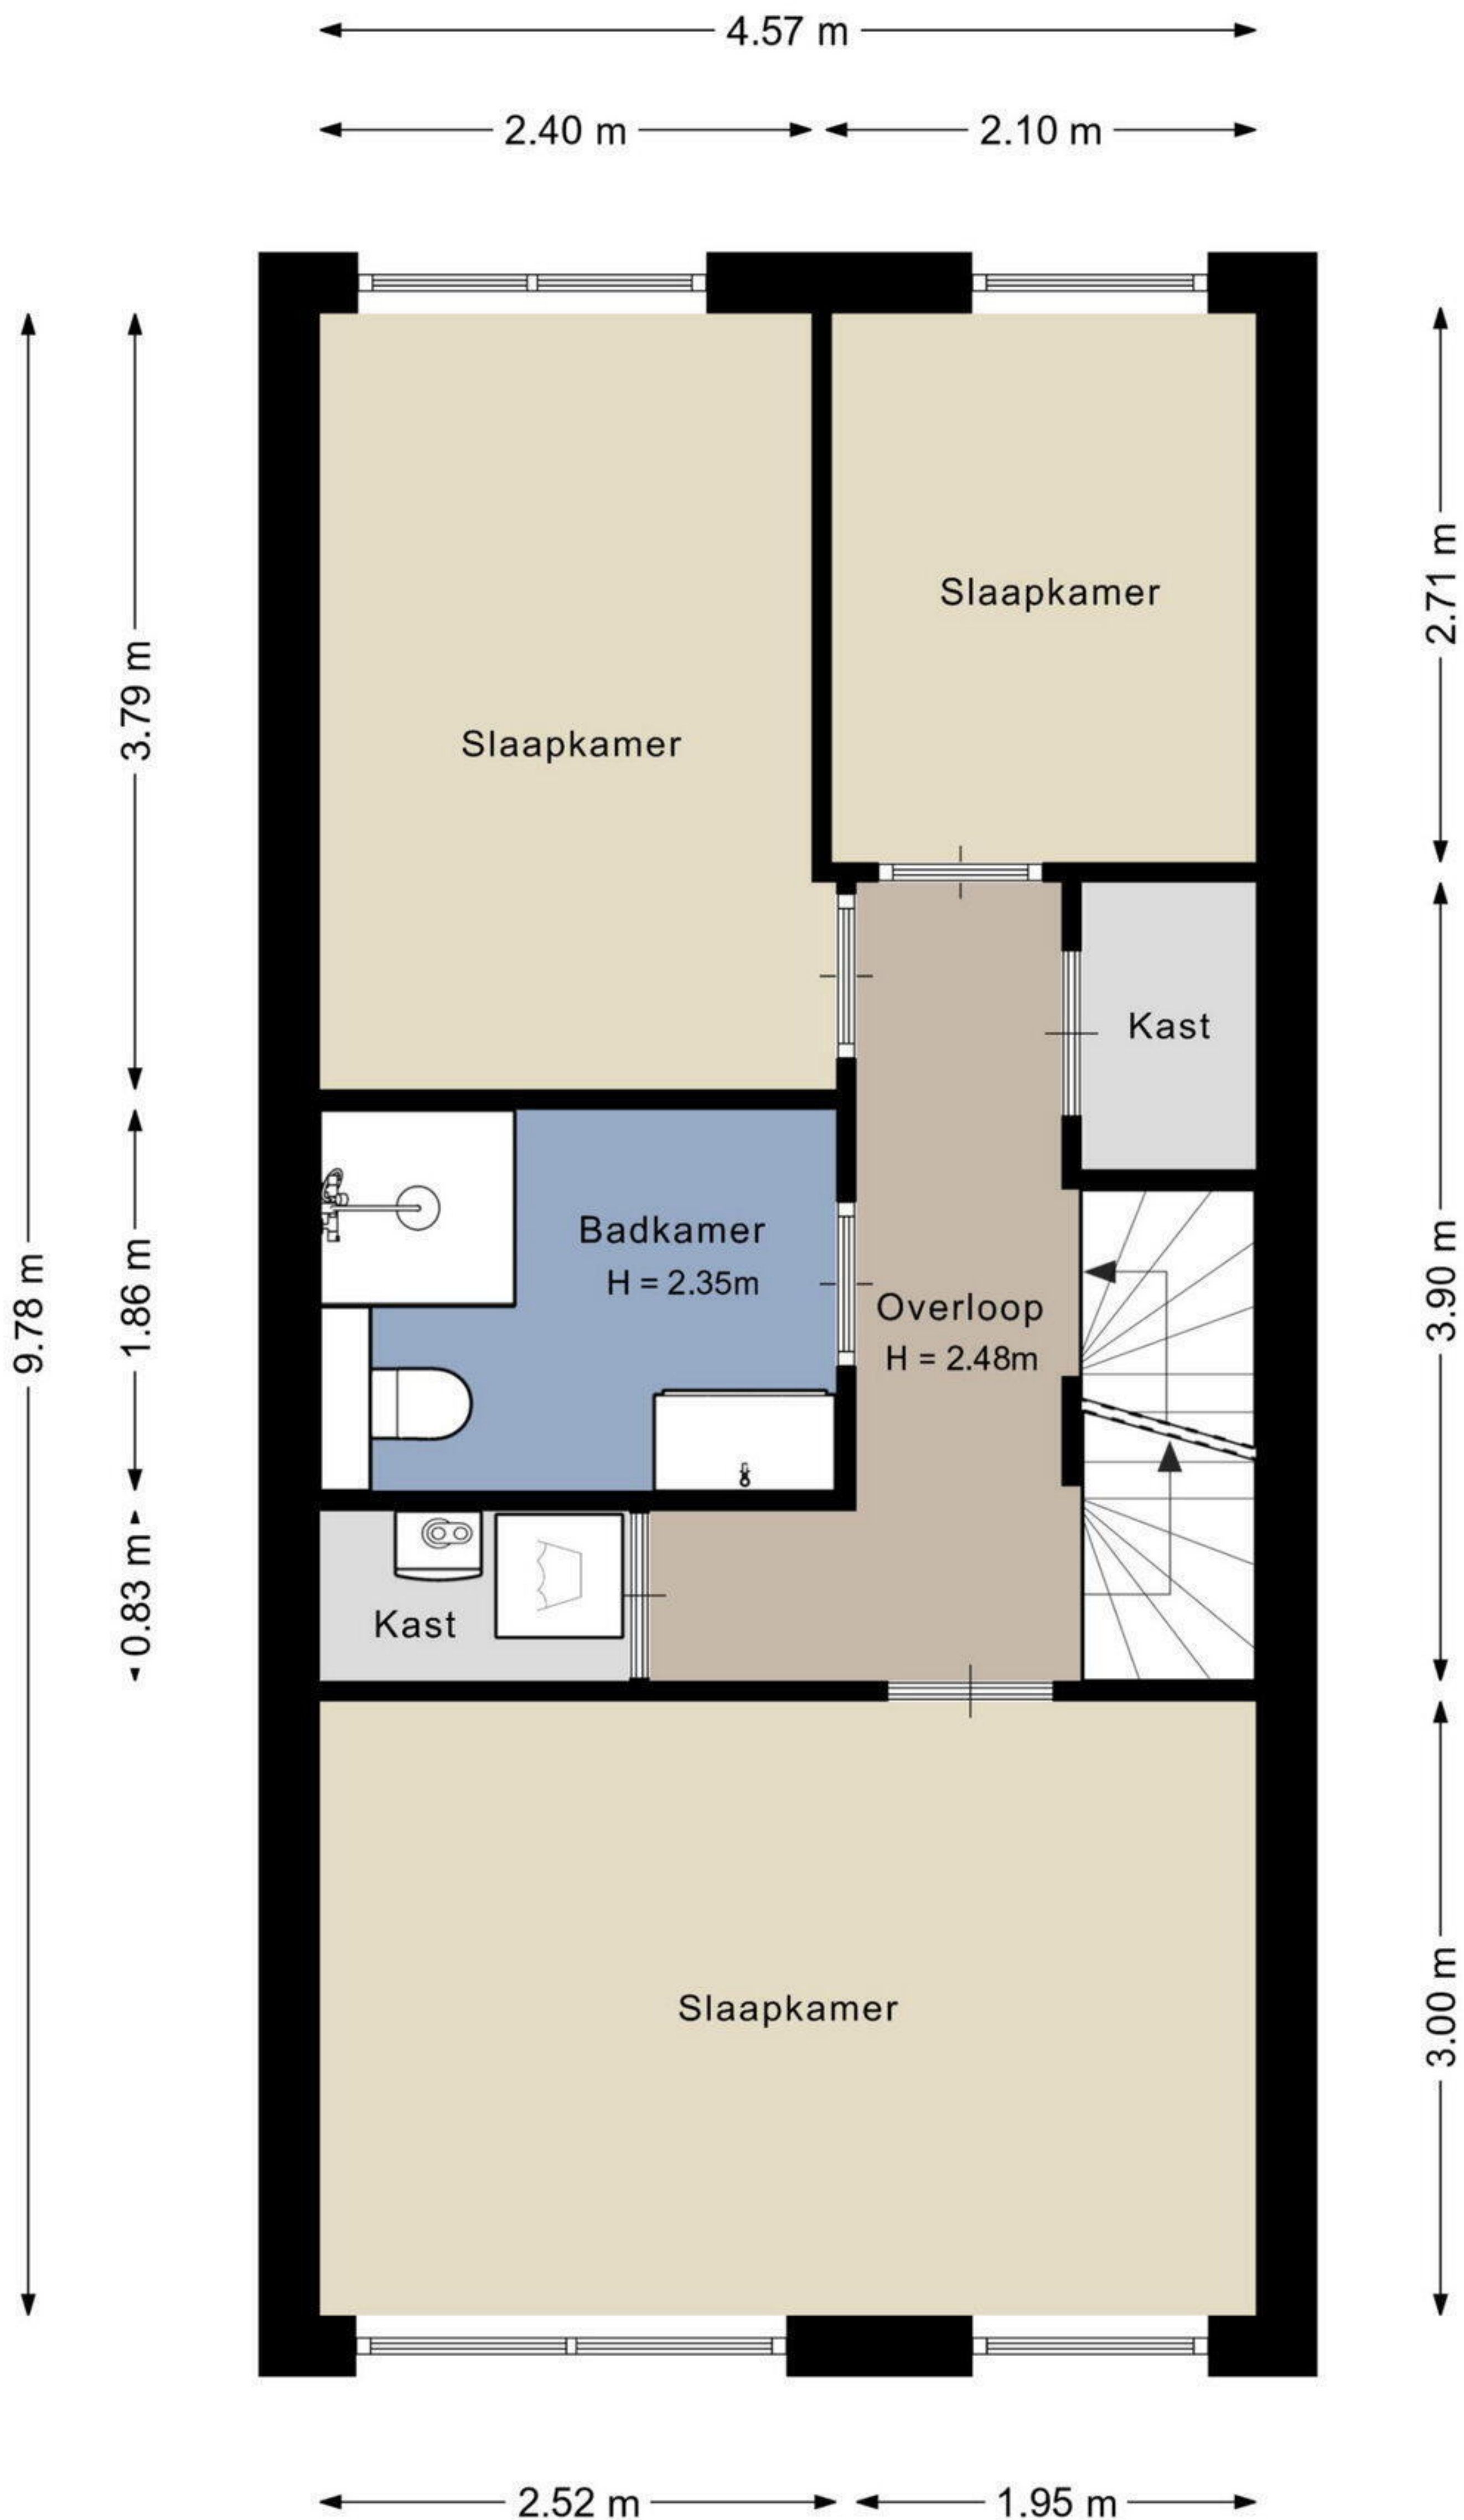 4.57 m
2.40 m
2.10 m
2.71 m
Slaapkamer
3.79 m
Slaapkamer
Kast
Badkamer
H = 2.35m
Overloop
H = 2.48m
9.78 m
1.86 m
3.90 m
0.83 m
Kast
Slaapkamer
3.00 m
2.52 m
1.95 m